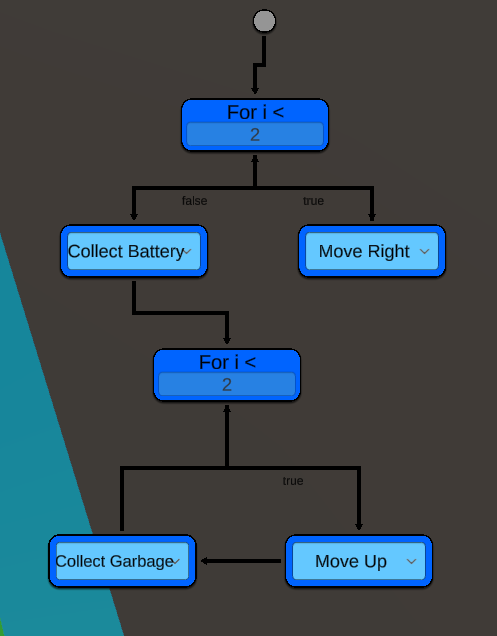 For i <
2
false
true
Collect Battery
Move Right
For i <
2
true
Collect Garbage
Move Up